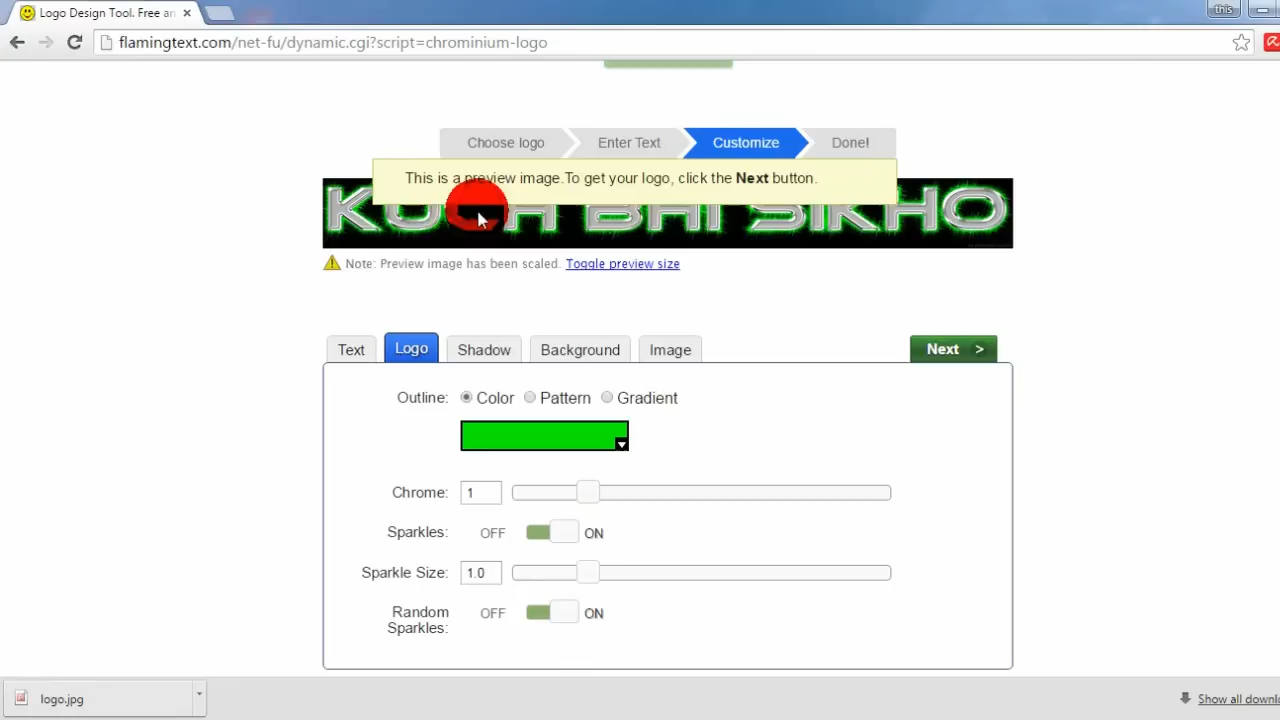 Logo Design Tool. Free an
this
flamingtext.com/net-fu/dynamic.cgi?script=chrominium-logo
Choose logo
Enter Text
Customize
Done!
This is a preview image.To get your logo, click the Next button.
BHI SIKHO
Note: Preview image has been scaled. Toggle preview size
Text
Logo
Shadow
Background
Image
Next >
Outline: Color Pattern Gradient
Chrome: 1
Sparkles: OFF ON
Sparkle Size: 1.0
Random OFF ON
Sparkles:
logo.jpg
Show all downl